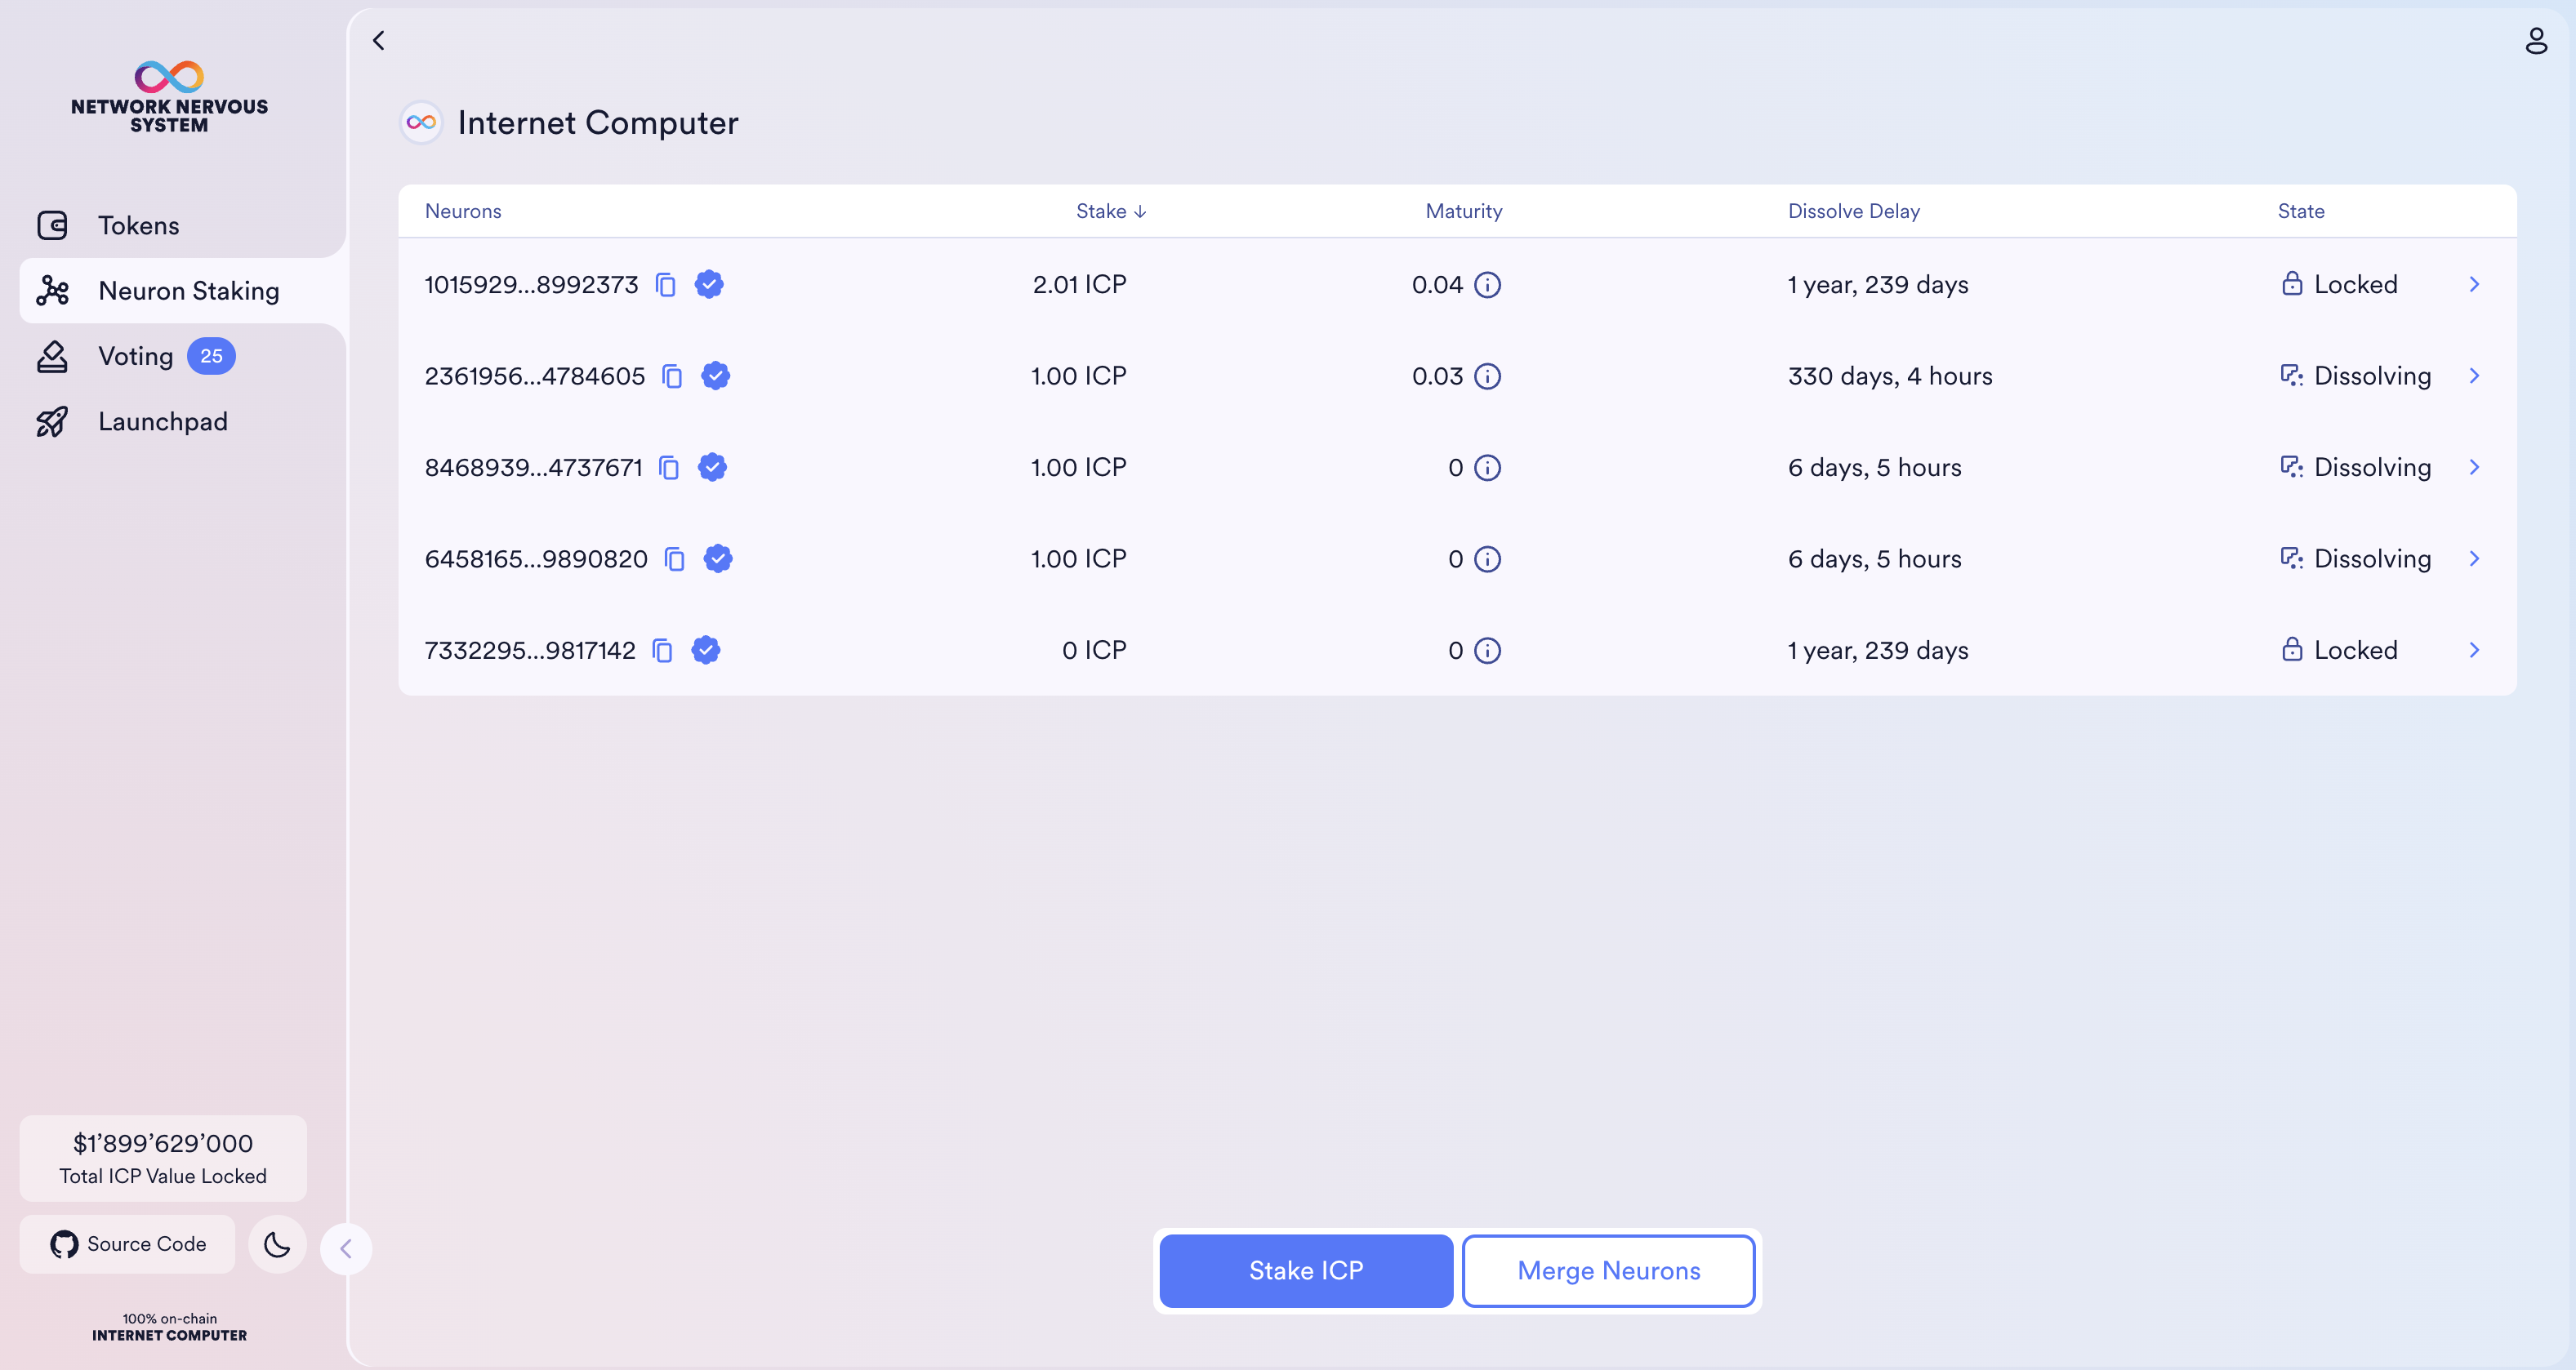 NETWORK NERVOUS
SYSTEM
Tokens
Neuron Staking
Voting 25
Launchpad
$1’899’629’000
Total ICP Value Locked
Source Code
100% on-chain
INTERNET COMPUTER
Internet Computer
Neurons Stake Maturity Dissolve Delay State
1015929...8992373 2.01 ICP 0.04 1 year, 239 days Locked
2361956...4784605 1.00 ICP 0.03 330 days, 4 hours Dissolving
8468939...4737671 1.00 ICP 0 6 days, 5 hours Dissolving
6458165...9890820 1.00 ICP 0 6 days, 5 hours Dissolving
7332295...9817142 0 ICP 0 1 year, 239 days Locked
Stake ICP Merge Neurons